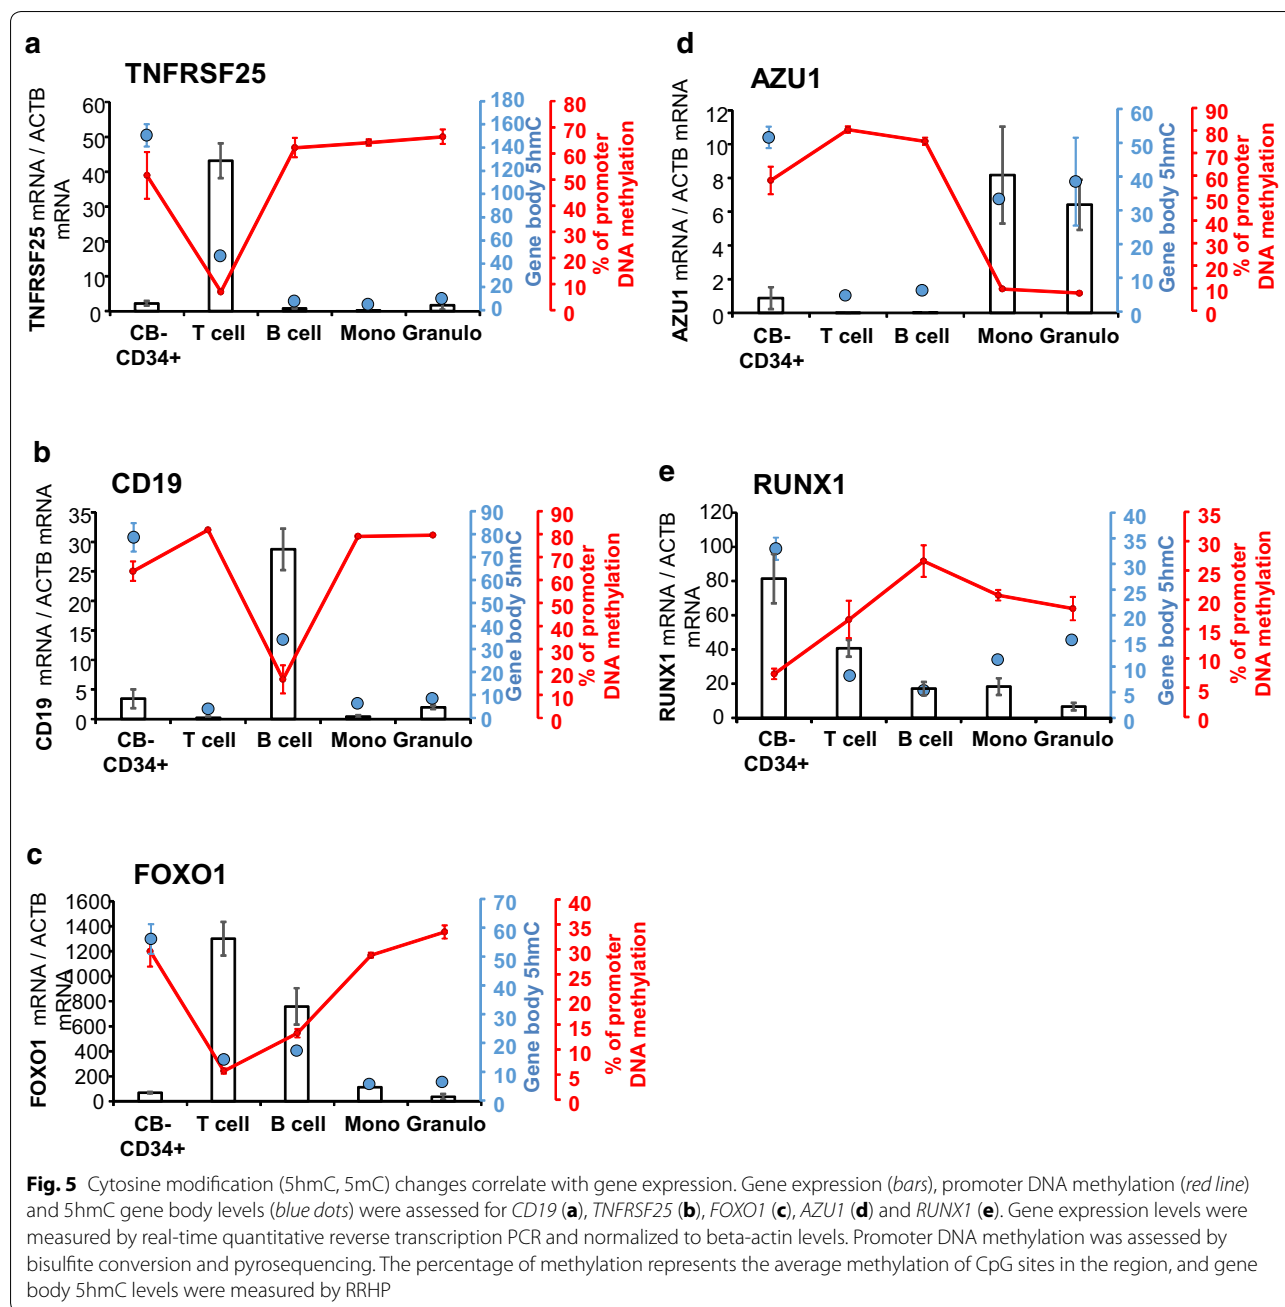 a
TNFRSF25
TNFRSF25 mRNA / ACTB
mRNA
60
50
40
30
20
10
0
180
160
140
120
100
80
60
40
20
0
Gene body 5hmC
80
70
60
50
40
30
20
10
0
% of promoter
DNA methylation
CB-
CD34+
T cell
B cell
Mono
Granulo
d
AZU1
AZU1 mRNA / ACTB mRNA
12
10
8
6
4
2
0
60
50
40
30
20
10
0
Gene body 5hmC
90
80
70
60
50
40
30
20
10
0
% of promoter
DNA methylation
CB-
CD34+
T cell
B cell
Mono
Granulo
b
CD19
CD19 mRNA / ACTB mRNA
35
30
25
20
15
10
5
0
90
80
70
60
50
40
30
20
10
0
Gene body 5hmC
90
80
70
60
50
40
30
20
10
0
% of promoter
DNA methylation
CB-
CD34+
T cell
B cell
Mono
Granulo
e
RUNX1
RUNX1 mRNA / ACTB
mRNA
120
100
80
60
40
20
0
40
35
30
25
20
15
10
5
0
Gene body 5hmC
35
30
25
20
15
10
5
0
% of promoter
DNA methylation
CB-
CD34+
T cell
B cell
Mono
Granulo
c
FOXO1
FOXO1 mRNA / ACTB
mRNA
1600
1400
1200
1000
800
600
400
200
0
70
60
50
40
30
20
10
0
Gene body 5hmC
40
35
30
25
20
15
10
5
0
% of promoter
DNA methylation
CB-
CD34+
T cell
B cell
Mono
Granulo
Fig. 5 Cytosine modification (5hmC, 5mC) changes correlate with gene expression. Gene expression (bars), promoter DNA methylation (red line)
and 5hmC gene body levels (blue dots) were assessed for CD19 (a), TNFRSF25 (b), FOXO1 (c), AZU1 (d) and RUNX1 (e). Gene expression levels were
measured by real-time quantitative reverse transcription PCR and normalized to beta-actin levels. Promoter DNA methylation was assessed by
bisulfite conversion and pyrosequencing. The percentage of methylation represents the average methylation of CpG sites in the region, and gene
body 5hmC levels were measured by RRHP